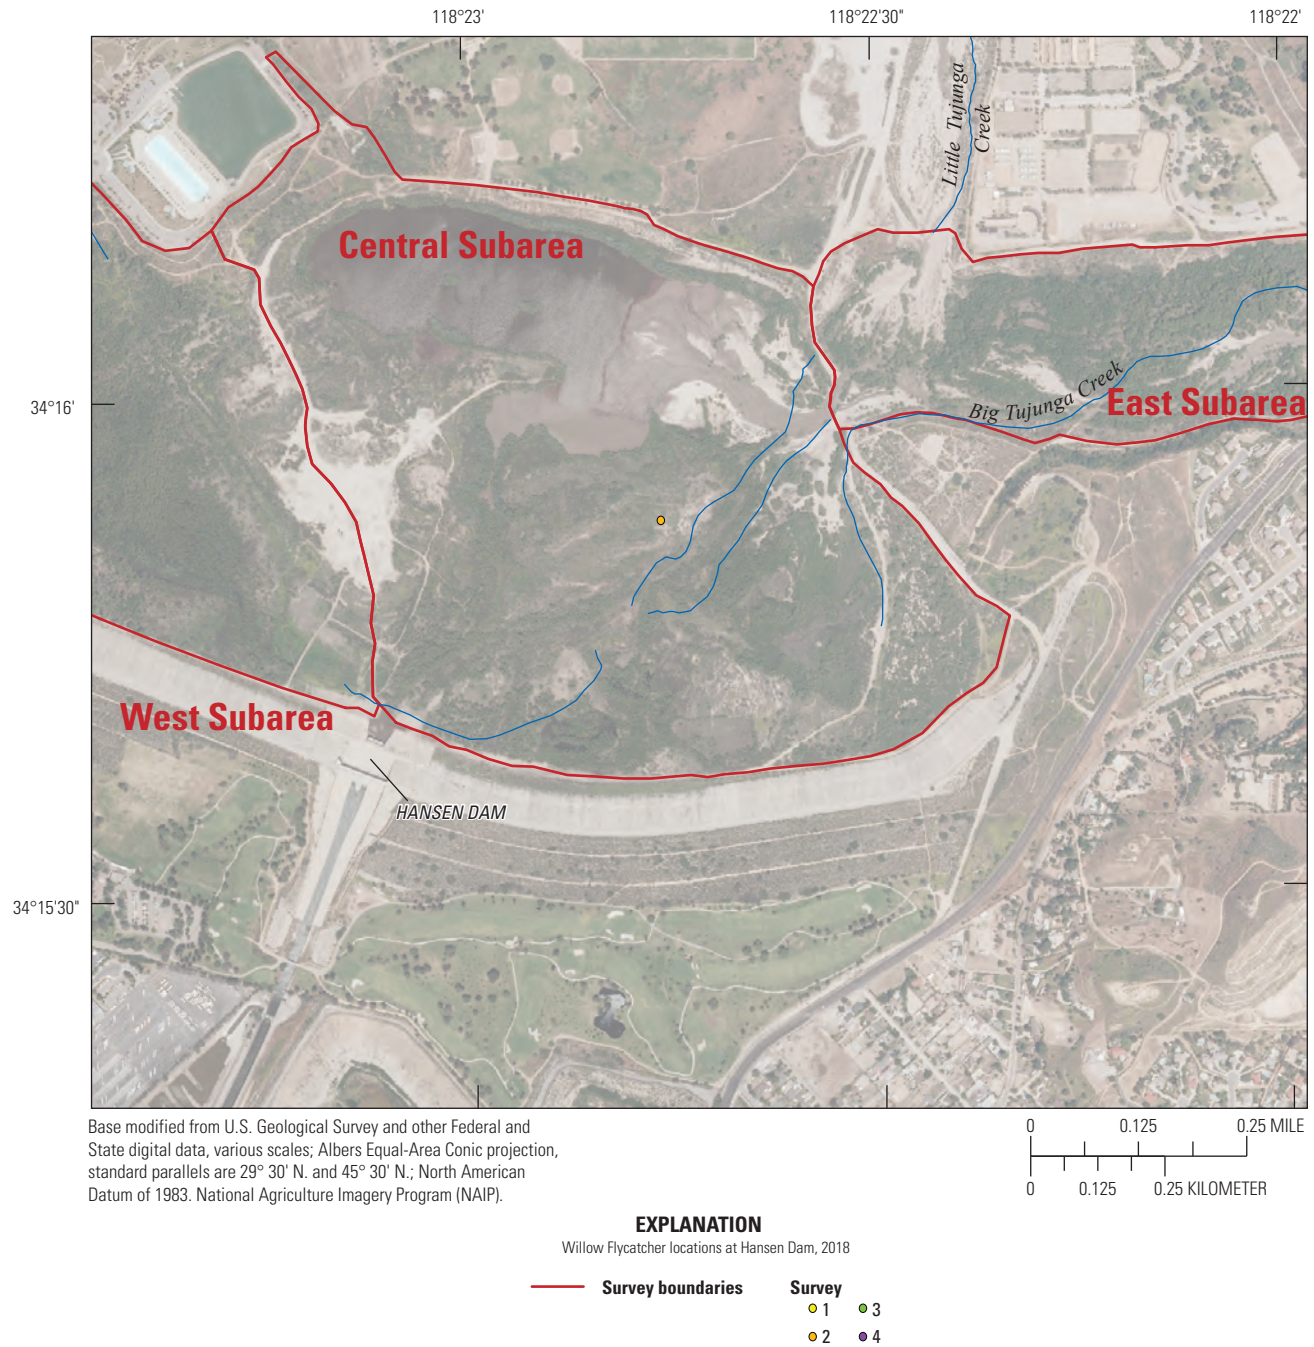 118°23'
118°22'30"
118°22'
Little Tujunga
Creek
Central Subarea
34°16'
Big Tujunga Creek
East Subarea
West Subarea
HANSEN DAM
34°15'30"
Base modified from U.S. Geological Survey and other Federal and
State digital data, various scales; Albers Equal-Area Conic projection,
standard parallels are 29° 30' N. and 45° 30' N.; North American
Datum of 1983. National Agriculture Imagery Program (NAIP).
0 0.125 0.25 MILE
0 0.125 0.25 KILOMETER
EXPLANATION
Willow Flycatcher locations at Hansen Dam, 2018
Survey boundaries
Survey
1 3
2 4